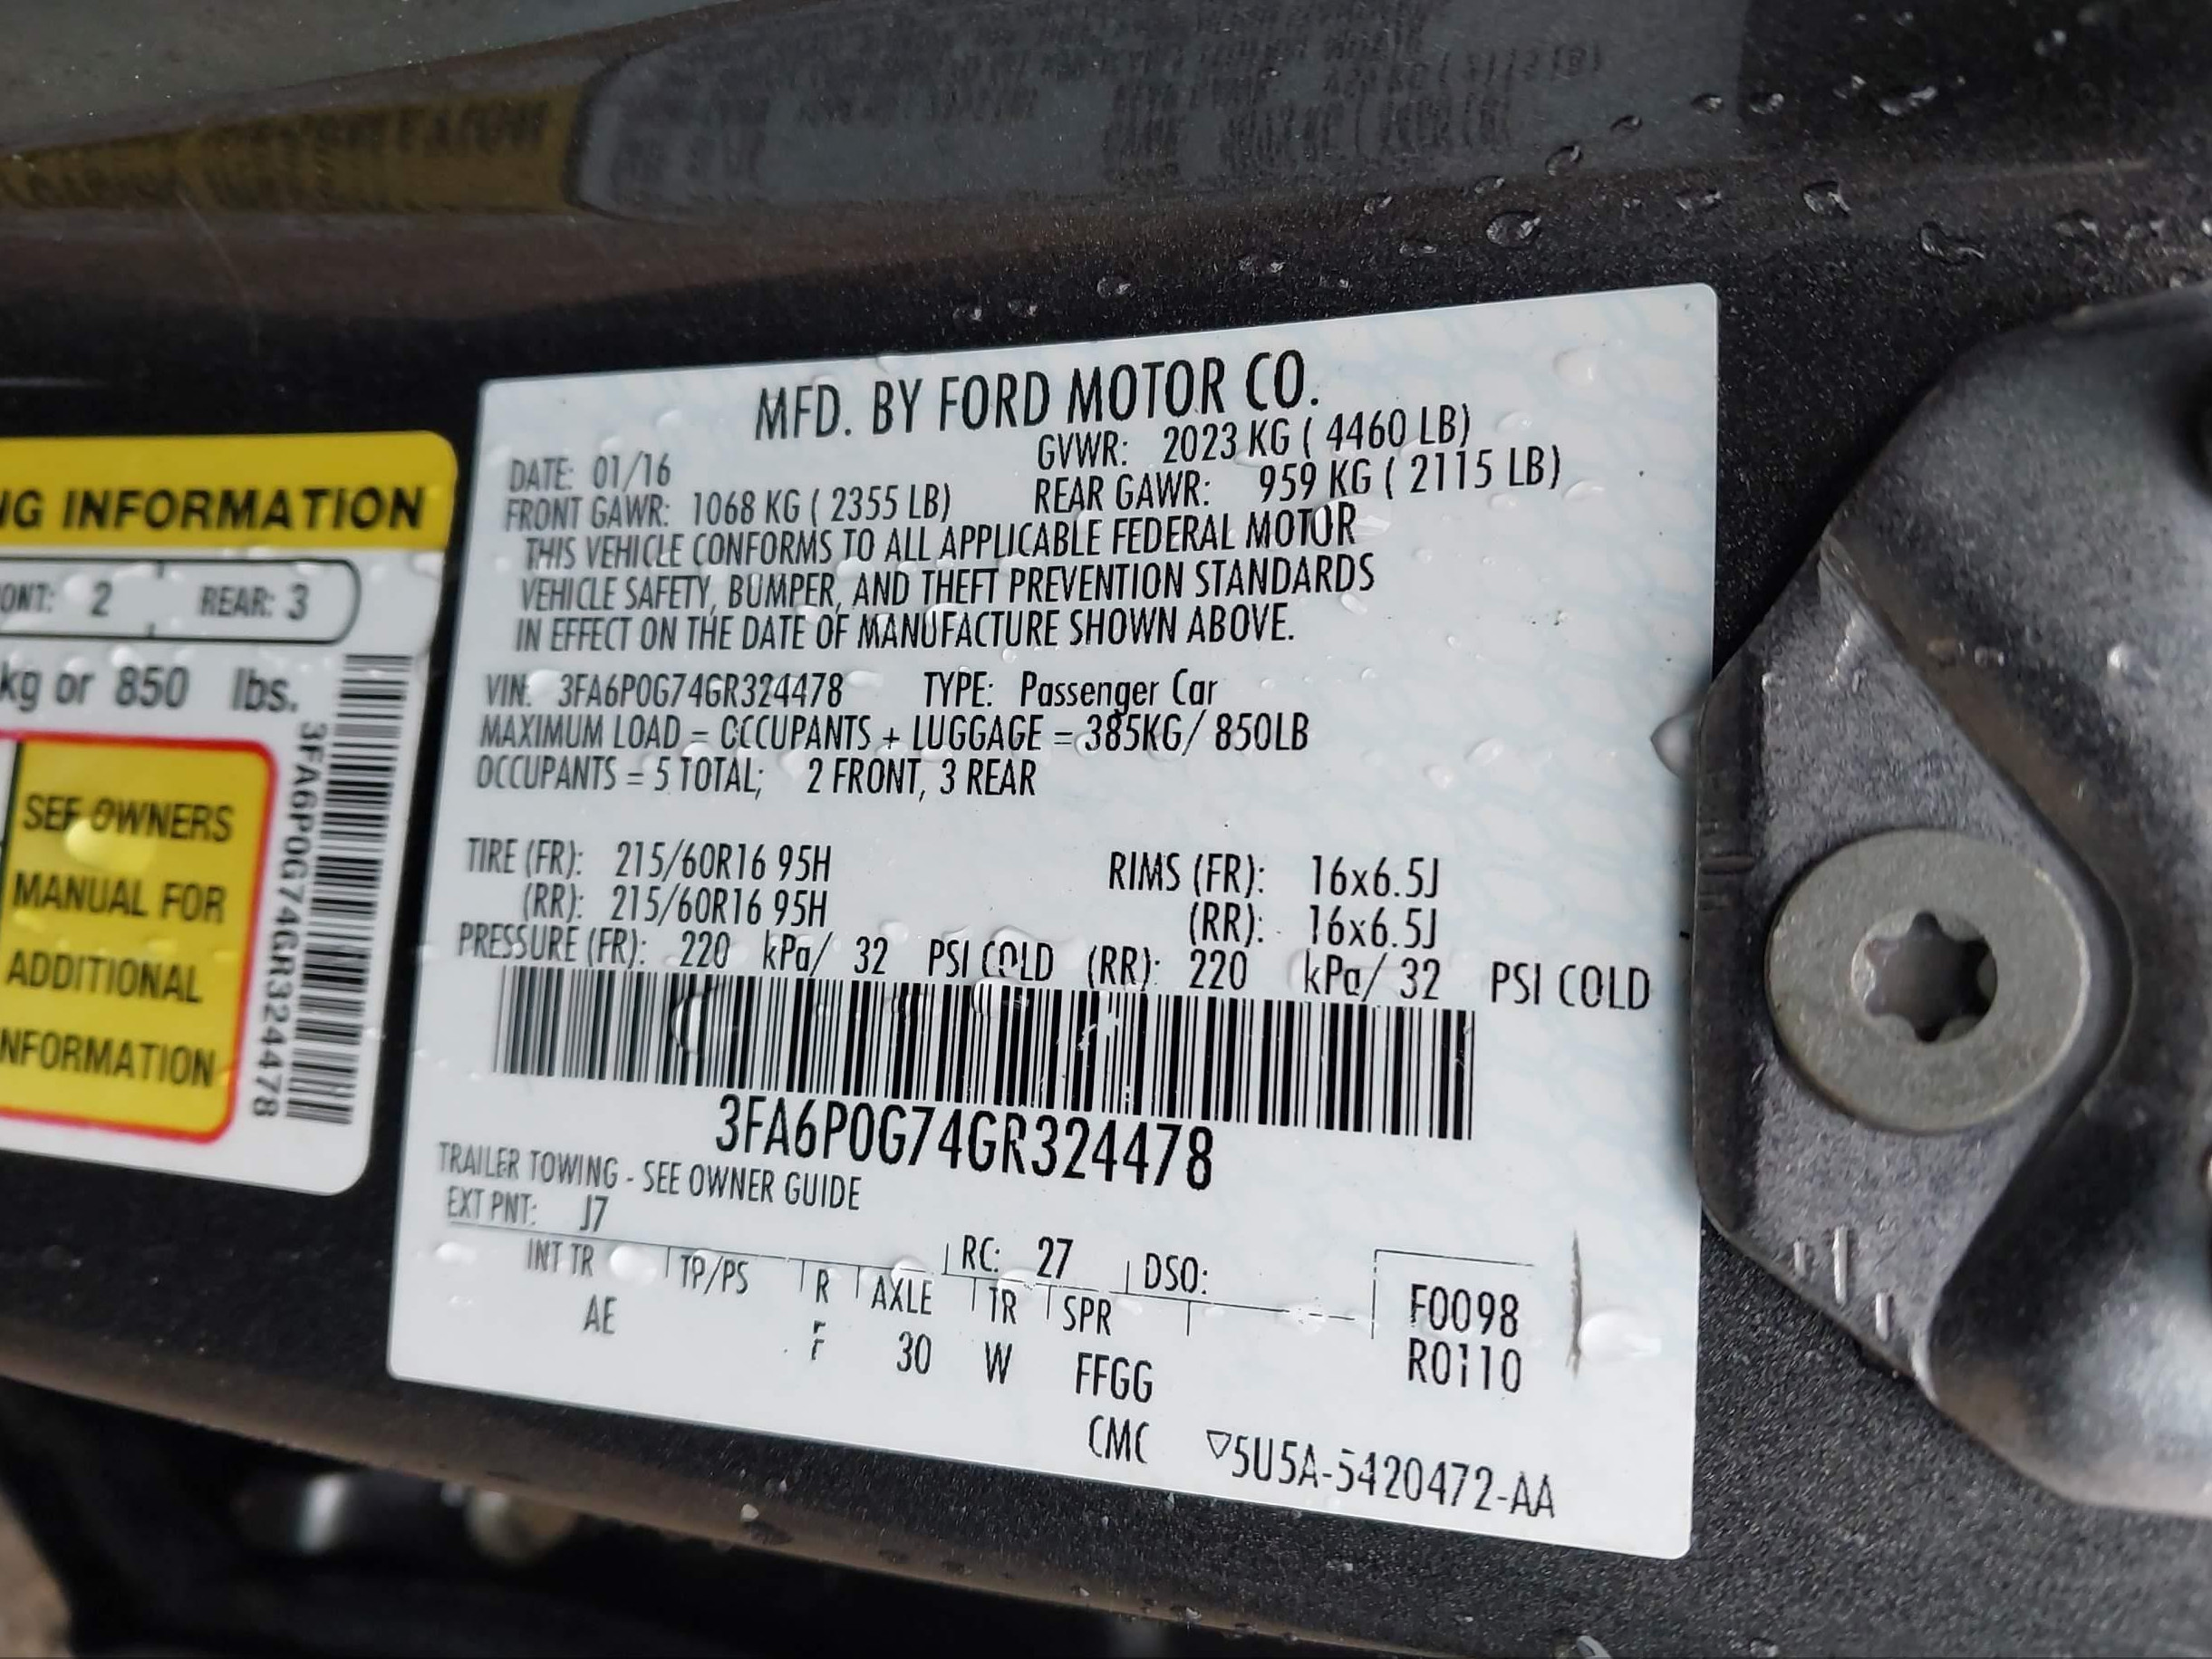 NG INFORMATION
ONT: 2 REAR: 3
kg or 850 lbs.
SEE OWNERS
MANUAL FOR
ADDITIONAL
NFORMATION
3FA6P0G74GR324478
MFD. BY FORD MOTOR CO.
DATE: 01/16 GVWR: 2023 KG ( 4460 LB)
FRONT GAWR: 1068 KG ( 2355 LB) REAR GAWR: 959 KG ( 2115 LB)
THIS VEHICLE CONFORMS TO ALL APPLICABLE FEDERAL MOTOR
VEHICLE SAFETY, BUMPER, AND THEFT PREVENTION STANDARDS
IN EFFECT ON THE DATE OF MANUFACTURE SHOWN ABOVE.
VIN: 3FA6P0G74GR324478 TYPE: Passenger Car
MAXIMUM LOAD = OCCUPANTS + LUGGAGE = 385KG/ 850LB
OCCUPANTS = 5 TOTAL; 2 FRONT, 3 REAR
TIRE (FR): 215/60R16 95H RIMS (FR): 16x6.5J
(RR): 215/60R16 95H (RR): 16x6.5J
PRESSURE (FR): 220 kPa/ 32 PSI COLD (RR): 220 kPa/ 32 PSI COLD
3FA6P0G74GR324478
TRAILER TOWING - SEE OWNER GUIDE
EXT PNT: J7 RC: 27 DSO:
INT TR TP/PS R AXLE TR SPR F0098
AE F 30 W FFGG R0110
CMC ▽5U5A-5420472-AA